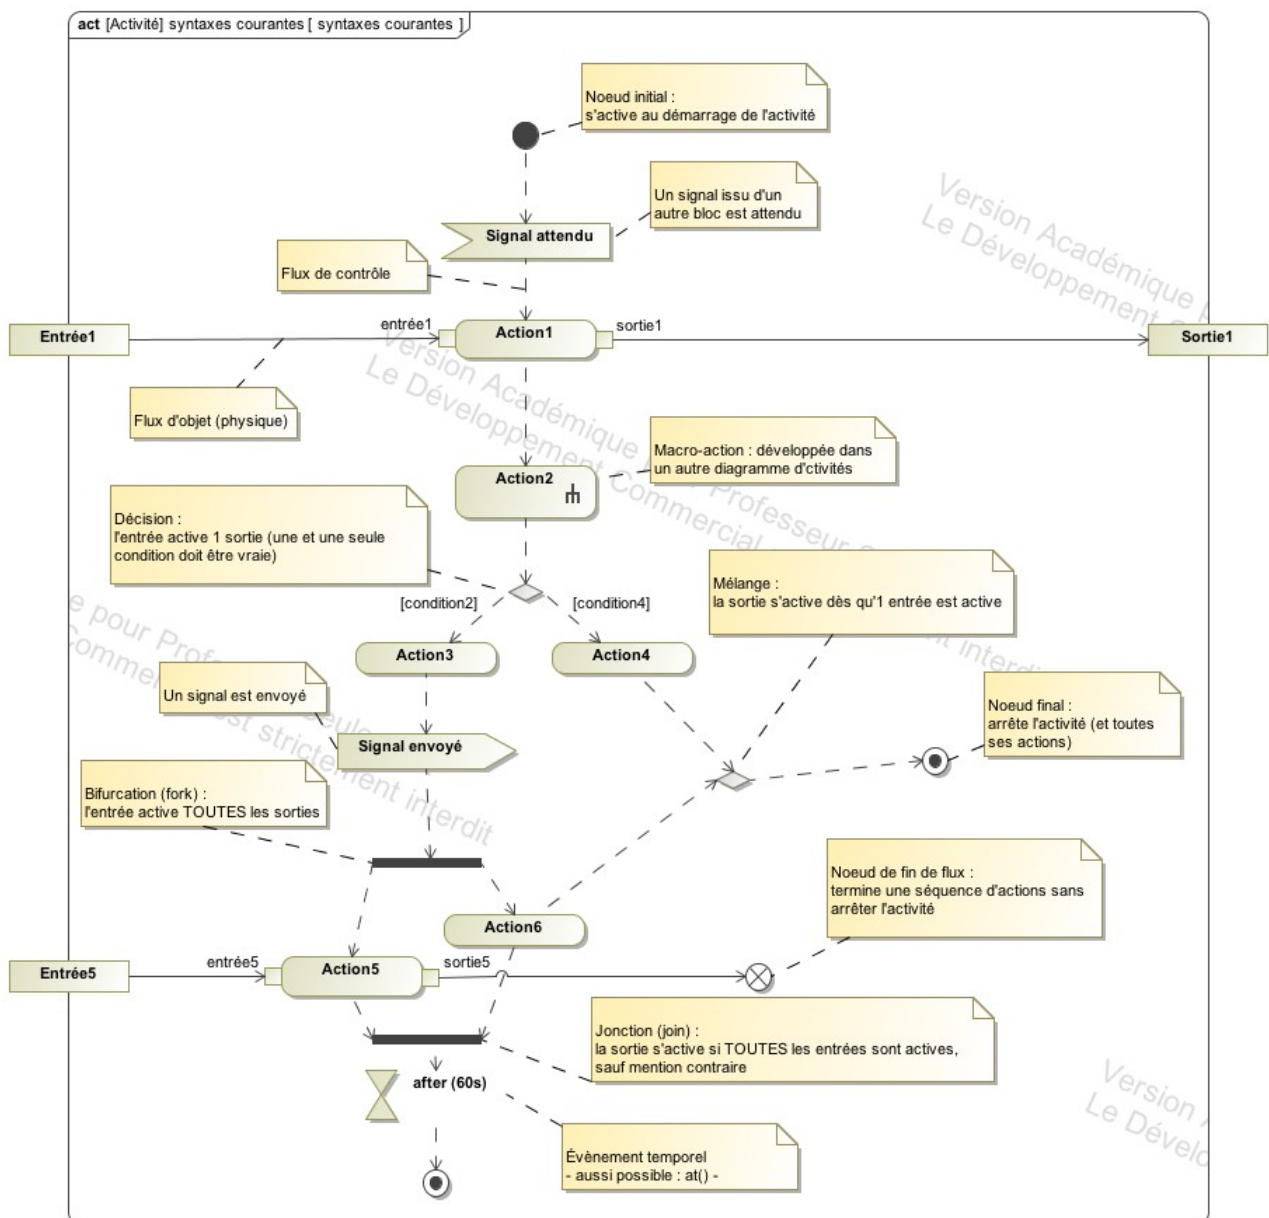 act [Activité] syntaxes courantes [ syntaxes courantes ]
Noeud initial :
s'active au démarrage de l'activité
Un signal issu d'un
autre bloc est attendu
Signal attendu
Flux de contrôle
Version Académique
Le Développement
Entrée1
entrée1
Action1
sortie1
Sortie1
Version Académique
Le Développement Commercial
Professeur
Flux d'objet (physique)
Macro-action : développée dans
un autre diagramme d'ctivités
Action2
Décision :
l'entrée active 1 sortie (une et une seule
condition doit être vraie)
Mélange :
la sortie s'active dès qu'1 entrée est active
[condition2]
[condition4]
e pour
interdit
Action3
Action4
Un signal est envoyé
strictement interdit
Noeud final :
arrête l'activité (et toutes
ses actions)
Signal envoyé
Bifurcation (fork) :
l'entrée active TOUTES les sorties
Noeud de fin de flux :
termine une séquence d'actions sans
arrêter l'activité
Action6
Entrée5
entrée5
Action5
sortie5
Jonction (join) :
la sortie s'active si TOUTES les entrées sont actives,
sauf mention contraire
after (60s)
Version
Le Dévelo
Évènement temporel
- aussi possible : at() -